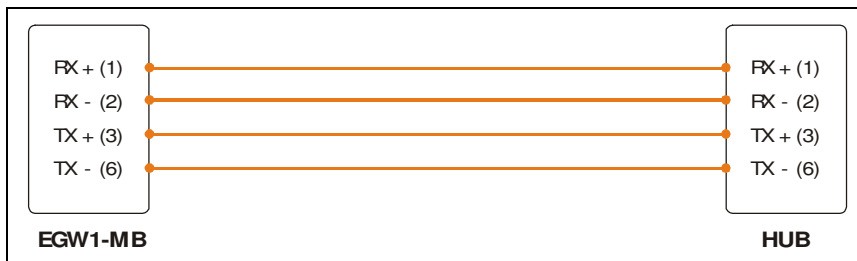 RX + (1) RX + (1)
RX - (2) RX - (2)
TX + (3) TX + (3)
TX - (6) TX - (6)
EGW1-MB HUB